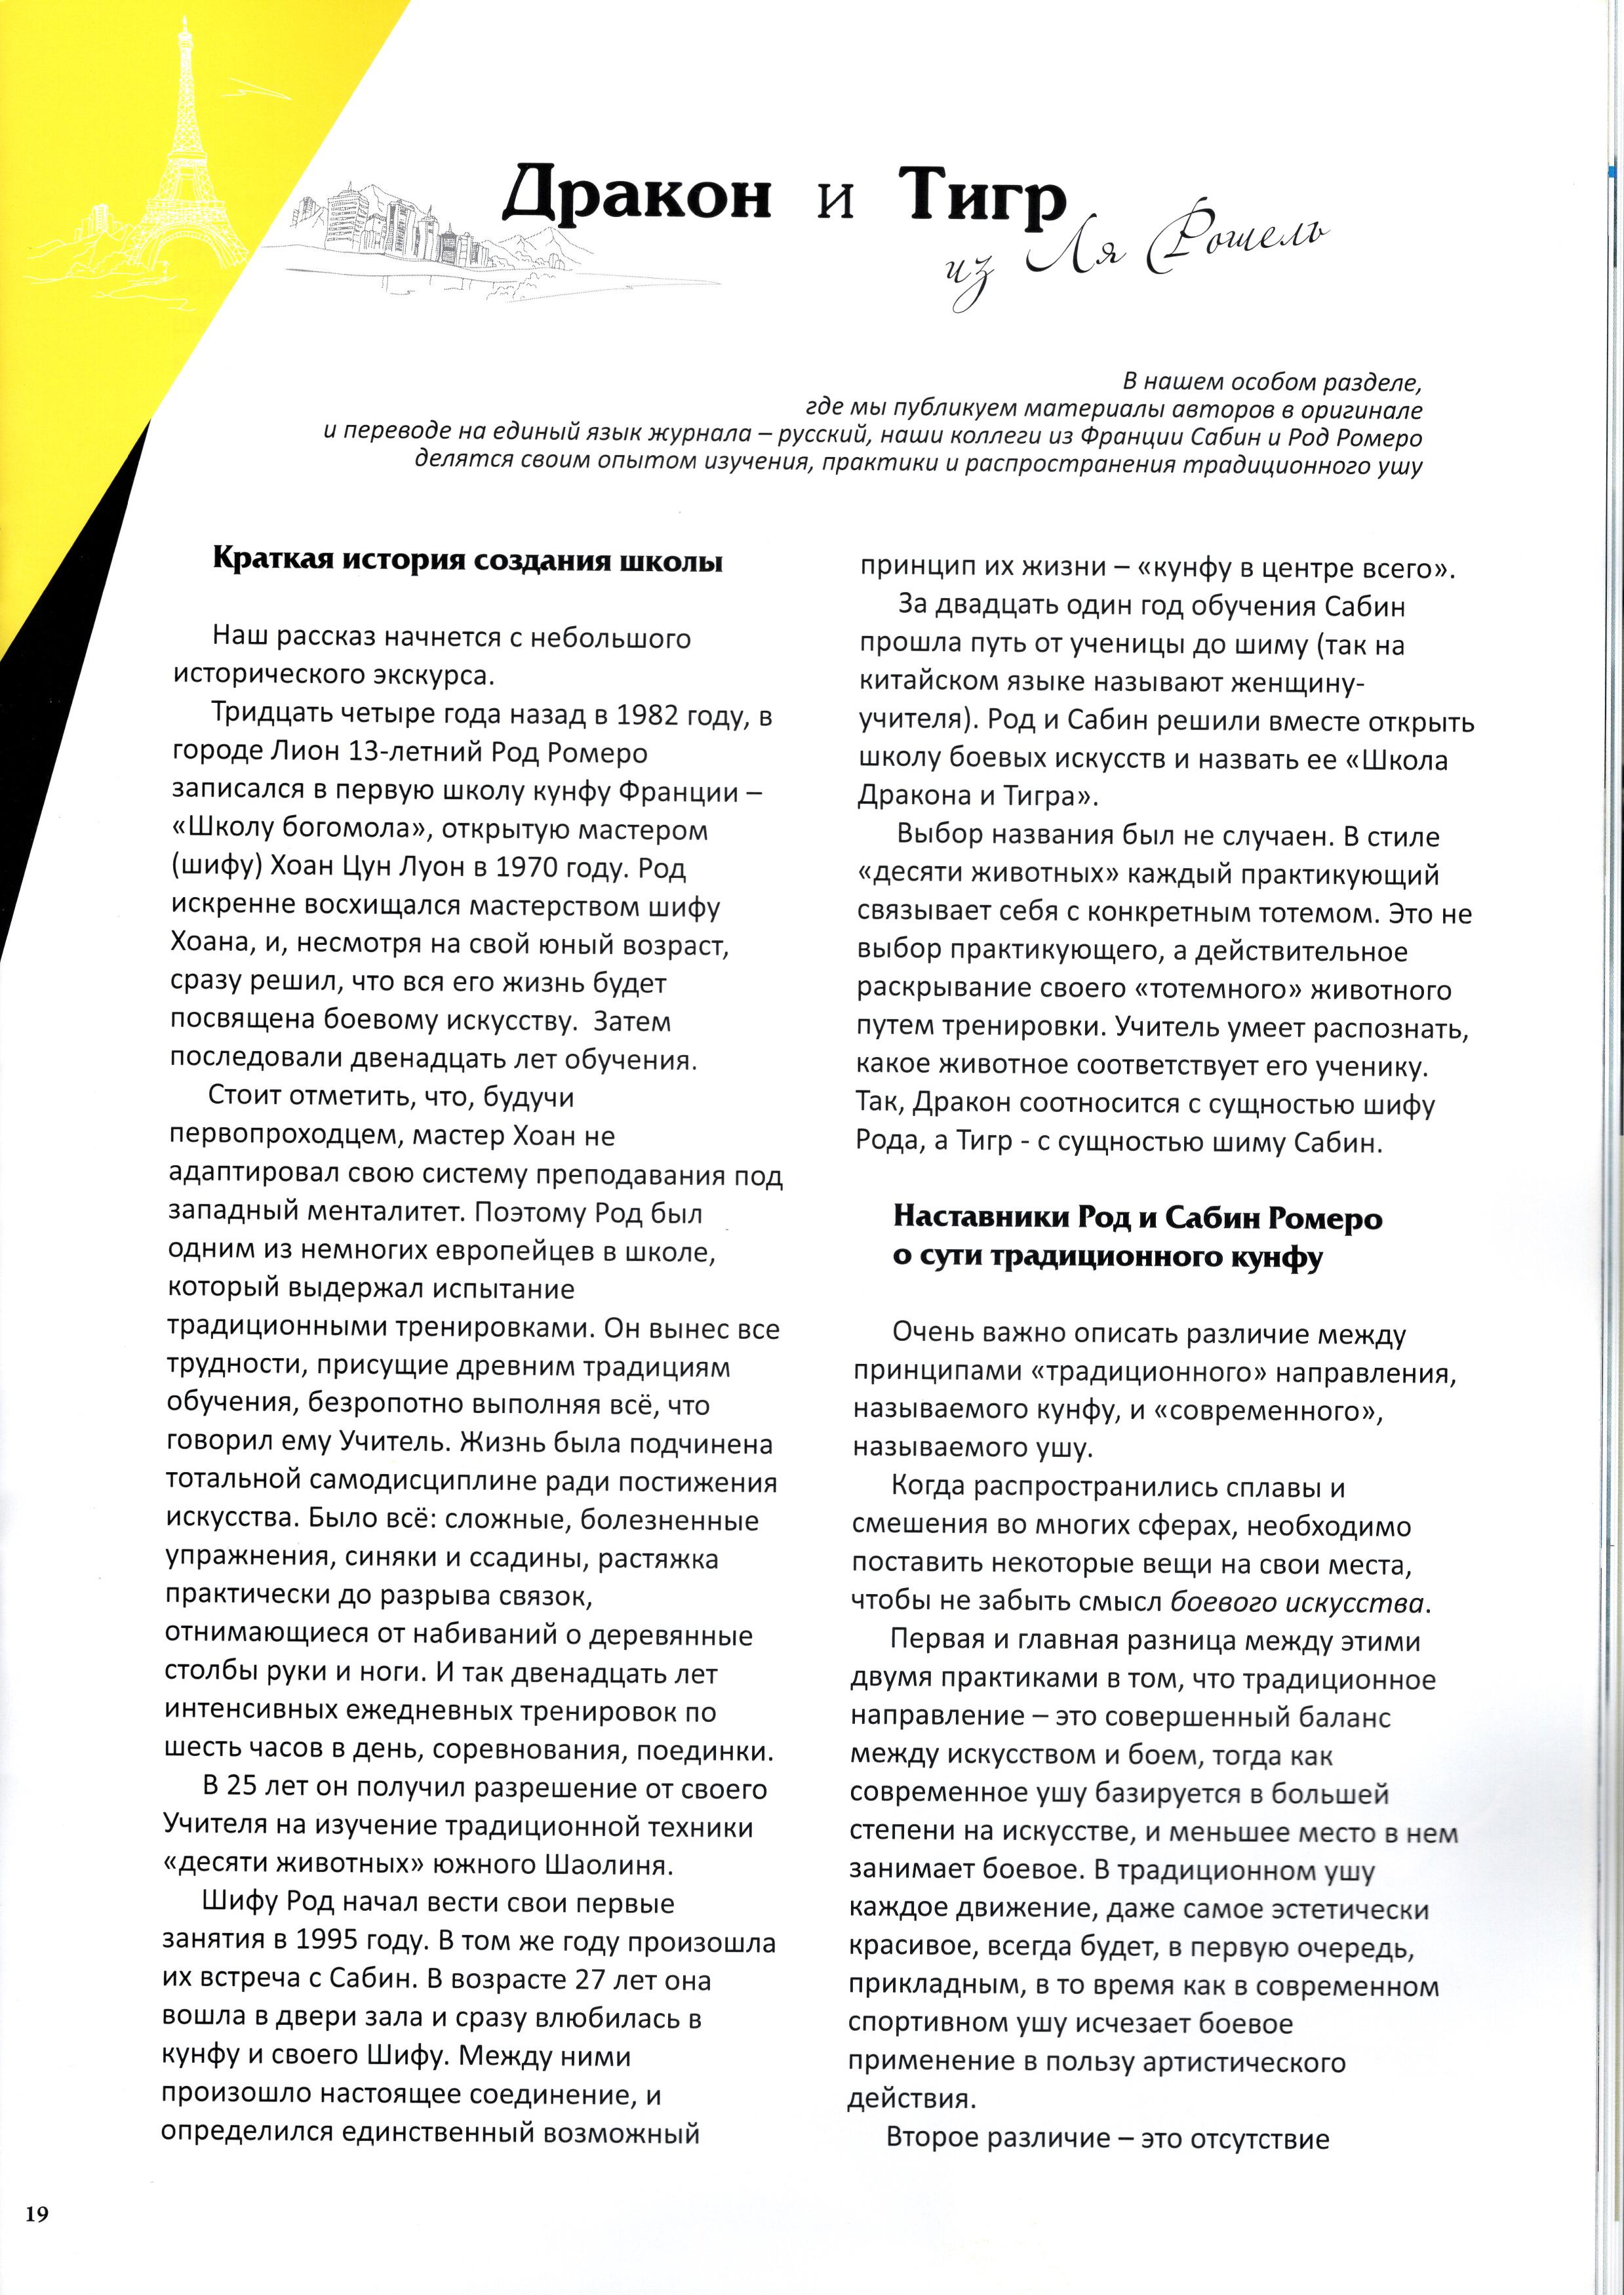 Дракон и Тигр
из Ля Рошель
В нашем особом разделе,
где мы публикуем материалы авторов в оригинале
и переводе на единый язык журнала – русский, наши коллеги из Франции Сабин и Род Ромеро
делятся своим опытом изучения, практики и распространения традиционного ушу
Краткая история создания школы
Наш рассказ начнется с небольшого
исторического экскурса.
Тридцать четыре года назад в 1982 году, в
городе Лион 13-летний Род Ромеро
записался в первую школу кунфу Франции –
«Школу богомола», открытую мастером
(шифу) Хоан Цун Луон в 1970 году. Род
искренне восхищался мастерством шифу
Хоана, и, несмотря на свой юный возраст,
сразу решил, что вся его жизнь будет
посвящена боевому искусству.  Затем
последовали двенадцать лет обучения.
Стоит отметить, что, будучи
первопроходцем, мастер Хоан не
адаптировал свою систему преподавания под
западный менталитет. Поэтому Род был
одним из немногих европейцев в школе,
который выдержал испытание
традиционными тренировками. Он вынес все
трудности, присущие древним традициям
обучения, безропотно выполняя всё, что
говорил ему Учитель. Жизнь была подчинена
тотальной самодисциплине ради постижения
искусства. Было всё: сложные, болезненные
упражнения, синяки и ссадины, растяжка
практически до разрыва связок,
отнимающиеся от набиваний о деревянные
столбы руки и ноги. И так двенадцать лет
интенсивных ежедневных тренировок по
шесть часов в день, соревнования, поединки.
В 25 лет он получил разрешение от своего
Учителя на изучение традиционной техники
«десяти животных» южного Шаолиня.
Шифу Род начал вести свои первые
занятия в 1995 году. В том же году произошла
их встреча с Сабин. В возрасте 27 лет она
вошла в двери зала и сразу влюбилась в
кунфу и своего Шифу. Между ними
произошло настоящее соединение, и
определился единственный возможный
принцип их жизни – «кунфу в центре всего».
За двадцать один год обучения Сабин
прошла путь от ученицы до шиму (так на
китайском языке называют женщину-
учителя). Род и Сабин решили вместе открыть
школу боевых искусств и назвать ее «Школа
Дракона и Тигра».
Выбор названия был не случаен. В стиле
«десяти животных» каждый практикующий
связывает себя с конкретным тотемом. Это не
выбор практикующего, а действительное
раскрывание своего «тотемного» животного
путем тренировки. Учитель умеет распознать,
какое животное соответствует его ученику.
Так, Дракон соотносится с сущностью шифу
Рода, а Тигр - с сущностью шиму Сабин.
Наставники Род и Сабин Ромеро
о сути традиционного кунфу
Очень важно описать различие между
принципами «традиционного» направления,
называемого кунфу, и «современного»,
называемого ушу.
Когда распространились сплавы и
смешения во многих сферах, необходимо
поставить некоторые вещи на свои места,
чтобы не забыть смысл боевого искусства.
Первая и главная разница между этими
двумя практиками в том, что традиционное
направление – это совершенный баланс
между искусством и боем, тогда как
современное ушу базируется в большей
степени на искусстве, и меньшее место в нем
занимает боевое. В традиционном ушу
каждое движение, даже самое эстетически
красивое, всегда будет, в первую очередь,
прикладным, в то время как в современном
спортивном ушу исчезает боевое
применение в пользу артистического
действия.
Второе различие – это отсутствие
19